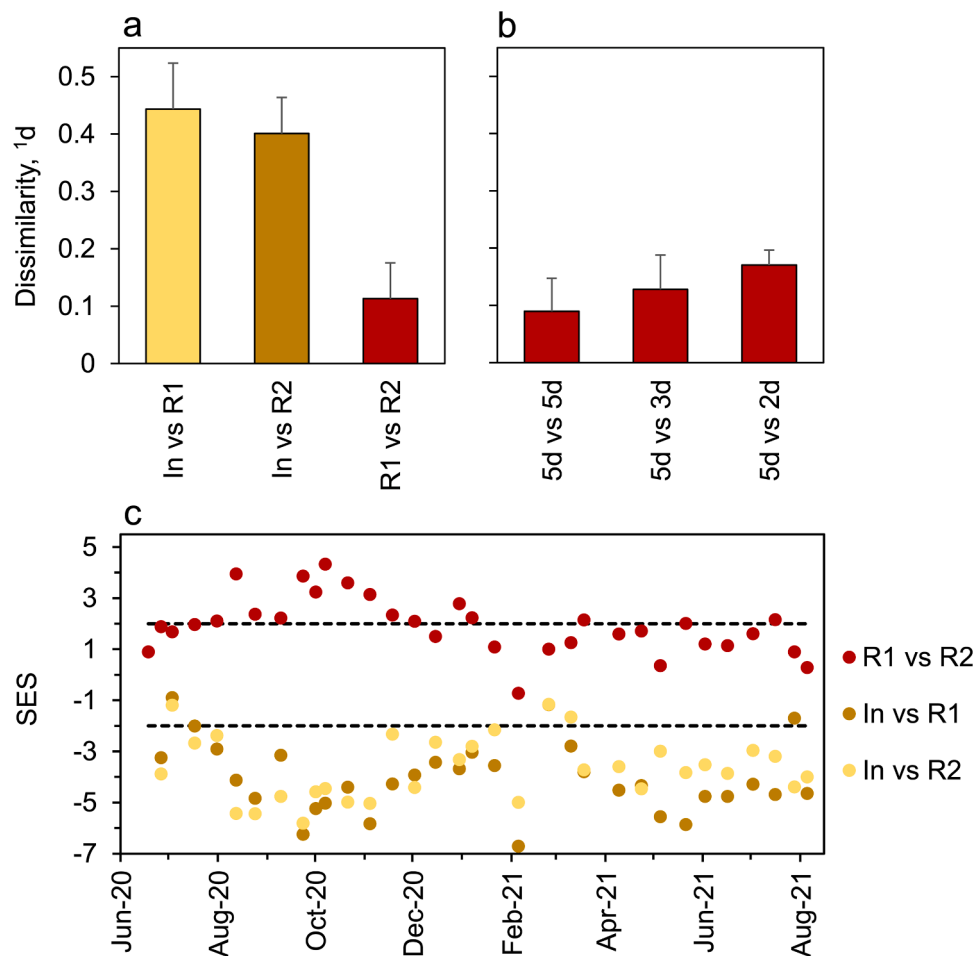 a
b
Dissimilarity, ¹d
0.5
0.4
0.3
0.2
0.1
0
In vs R1
In vs R2
R1 vs R2
5d vs 5d
5d vs 3d
5d vs 2d
c
SES
5
3
1
-1
-3
-5
-7
Jun-20
Aug-20
Oct-20
Dec-20
Feb-21
Apr-21
Jun-21
Aug-21
R1 vs R2
In vs R1
In vs R2